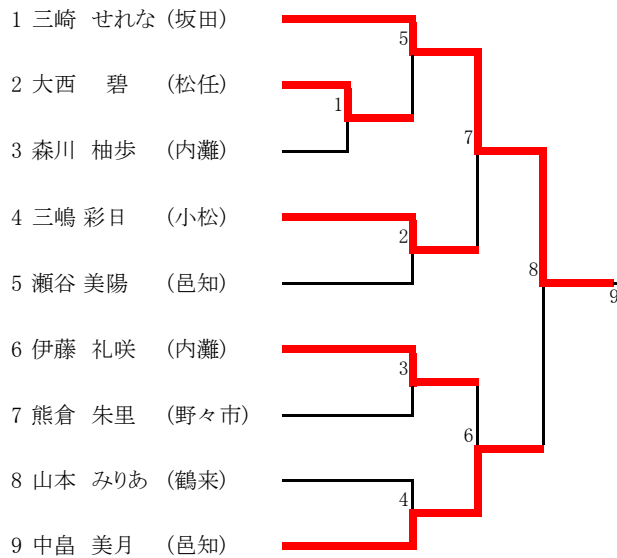 1 三崎 せれな (坂田)
5
2 大西 碧 (松任)
1
3 森川 柚歩 (内灘)
7
4 三嶋 彩日 (小松)
2
5 瀬谷 美陽 (邑知)
8
9
6 伊藤 礼咲 (内灘)
3
7 熊倉 朱里 (野々市)
6
8 山本 みりあ (鶴来)
4
9 中畠 美月 (邑知)